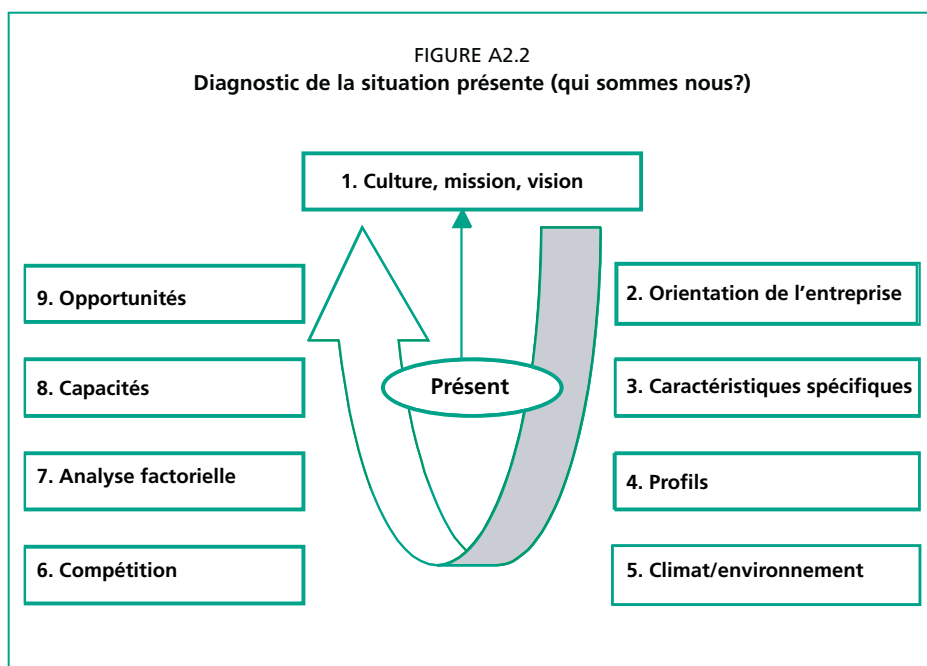 FIGURE A2.2
Diagnostic de la situation présente (qui sommes nous?)
1. Culture, mission, vision
2. Orientation de l’entreprise
3. Caractéristiques spécifiques
4. Profils
5. Climat/environnement
6. Compétition
7. Analyse factorielle
8. Capacités
9. Opportunités
Présent